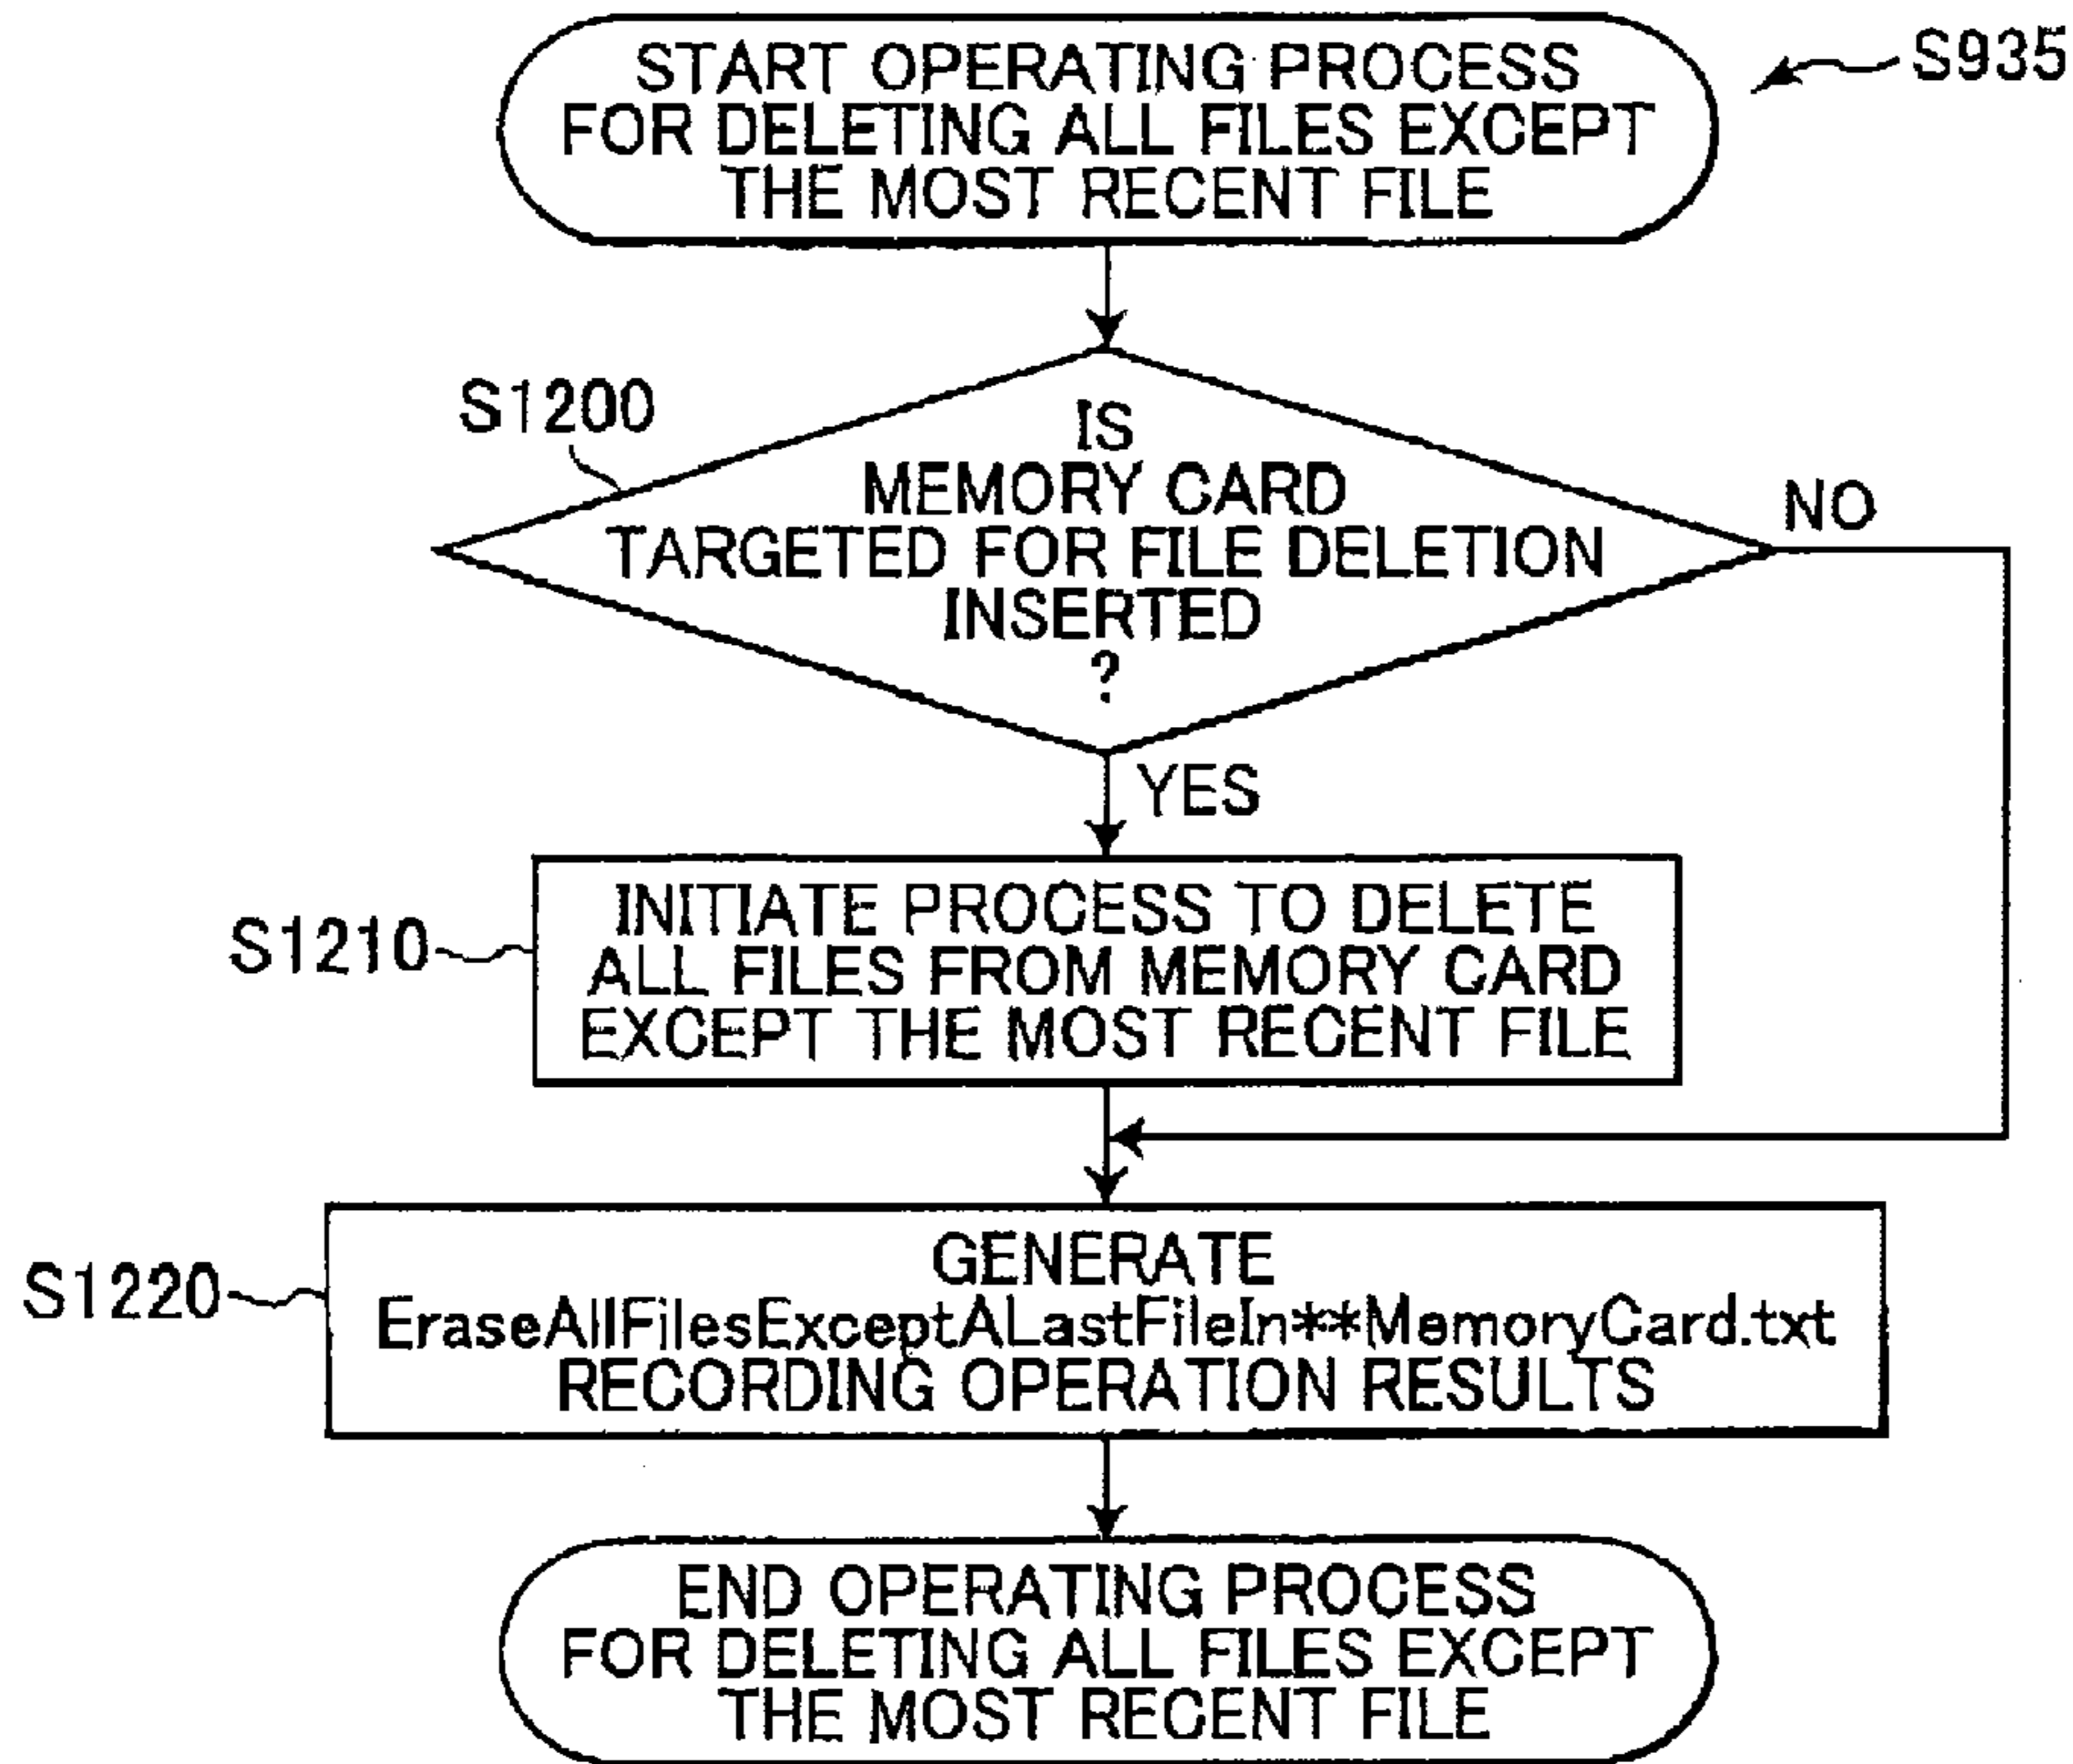 START OPERATING PROCESS
FOR DELETING ALL FILES EXCEPT
THE MOST RECENT FILE
S935
S1200
IS
MEMORY CARD
TARGETED FOR FILE DELETION
INSERTED
?
NO
YES
S1210
INITIATE PROCESS TO DELETE
ALL FILES FROM MEMORY CARD
EXCEPT THE MOST RECENT FILE
S1220
GENERATE
EraseAllFilesExceptALastFileIn**MemoryCard.txt
RECORDING OPERATION RESULTS
END OPERATING PROCESS
FOR DELETING ALL FILES EXCEPT
THE MOST RECENT FILE